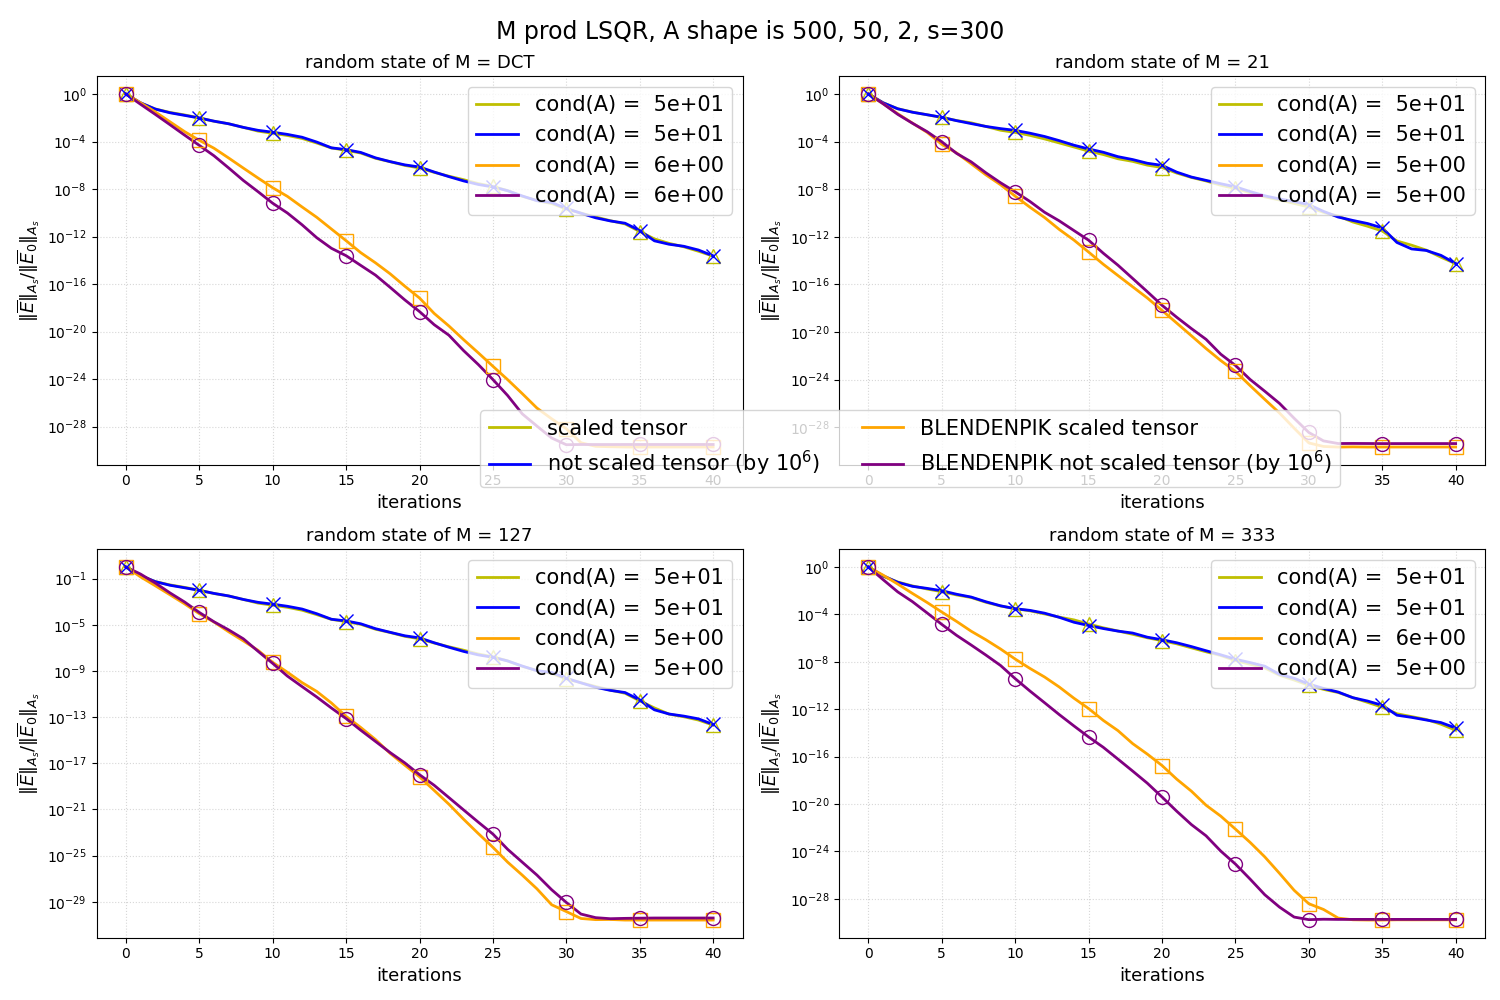 M prod LSQR, A shape is 500, 50, 2, s=300
random state of M = DCT
10^0
10^-4
10^-8
10^-12
10^-16
10^-20
10^-24
10^-28
‖E̅‖_{A_s}/‖E̅_0‖_{A_s}
cond(A) =  5e+01
cond(A) =  5e+01
cond(A) =  6e+00
cond(A) =  6e+00
0 5 10 15 20 25 30 35 40
iterations
random state of M = 21
10^0
10^-4
10^-8
10^-12
10^-16
10^-20
10^-24
10^-28
‖E̅‖_{A_s}/‖E̅_0‖_{A_s}
cond(A) =  5e+01
cond(A) =  5e+01
cond(A) =  5e+00
cond(A) =  5e+00
0 5 10 15 20 25 30 35 40
iterations
scaled tensor
not scaled tensor (by 10^6)
BLENDENPIK scaled tensor
BLENDENPIK not scaled tensor (by 10^6)
random state of M = 127
10^-1
10^-5
10^-9
10^-13
10^-17
10^-21
10^-25
10^-29
‖E̅‖_{A_s}/‖E̅_0‖_{A_s}
cond(A) =  5e+01
cond(A) =  5e+01
cond(A) =  5e+00
cond(A) =  5e+00
0 5 10 15 20 25 30 35 40
iterations
random state of M = 333
10^0
10^-4
10^-8
10^-12
10^-16
10^-20
10^-24
10^-28
‖E̅‖_{A_s}/‖E̅_0‖_{A_s}
cond(A) =  5e+01
cond(A) =  5e+01
cond(A) =  6e+00
cond(A) =  5e+00
0 5 10 15 20 25 30 35 40
iterations